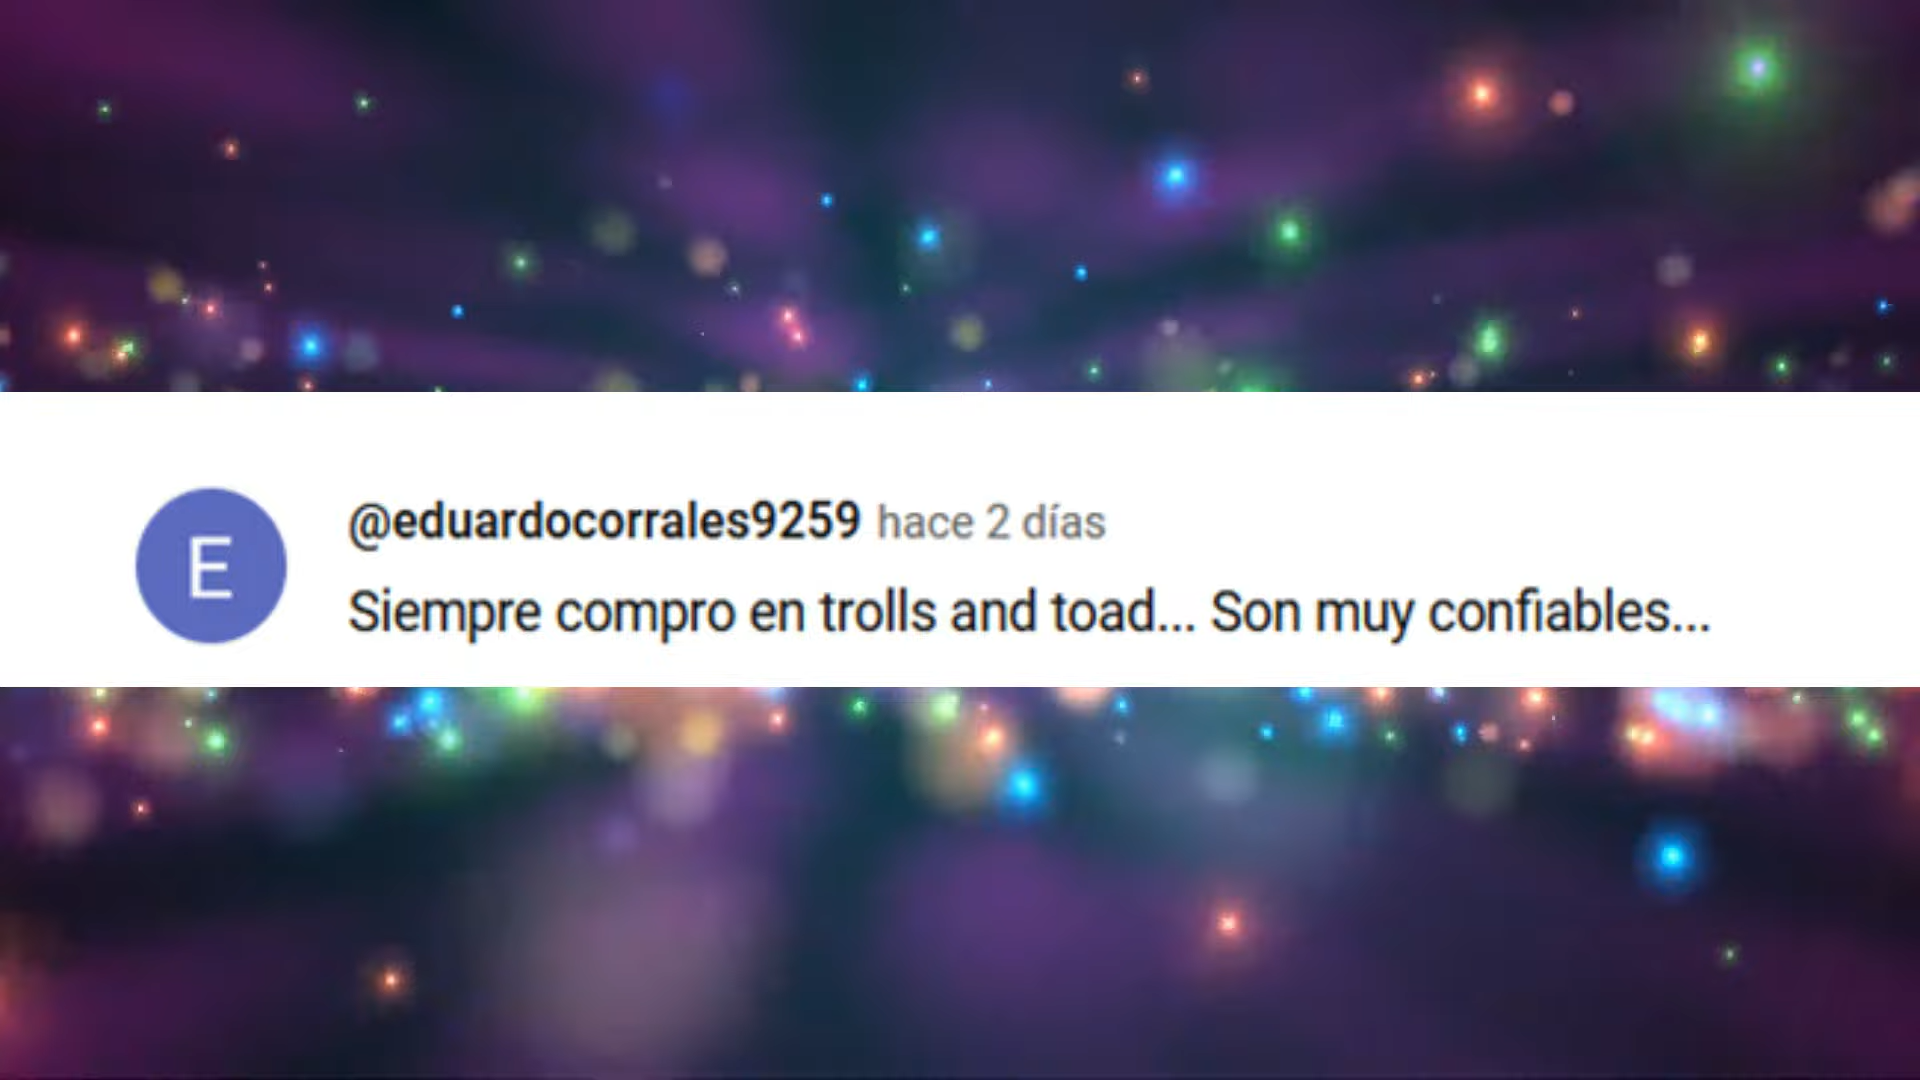 E
@eduardocorrales9259 hace 2 días
Siempre compro en trolls and toad... Son muy confiables...